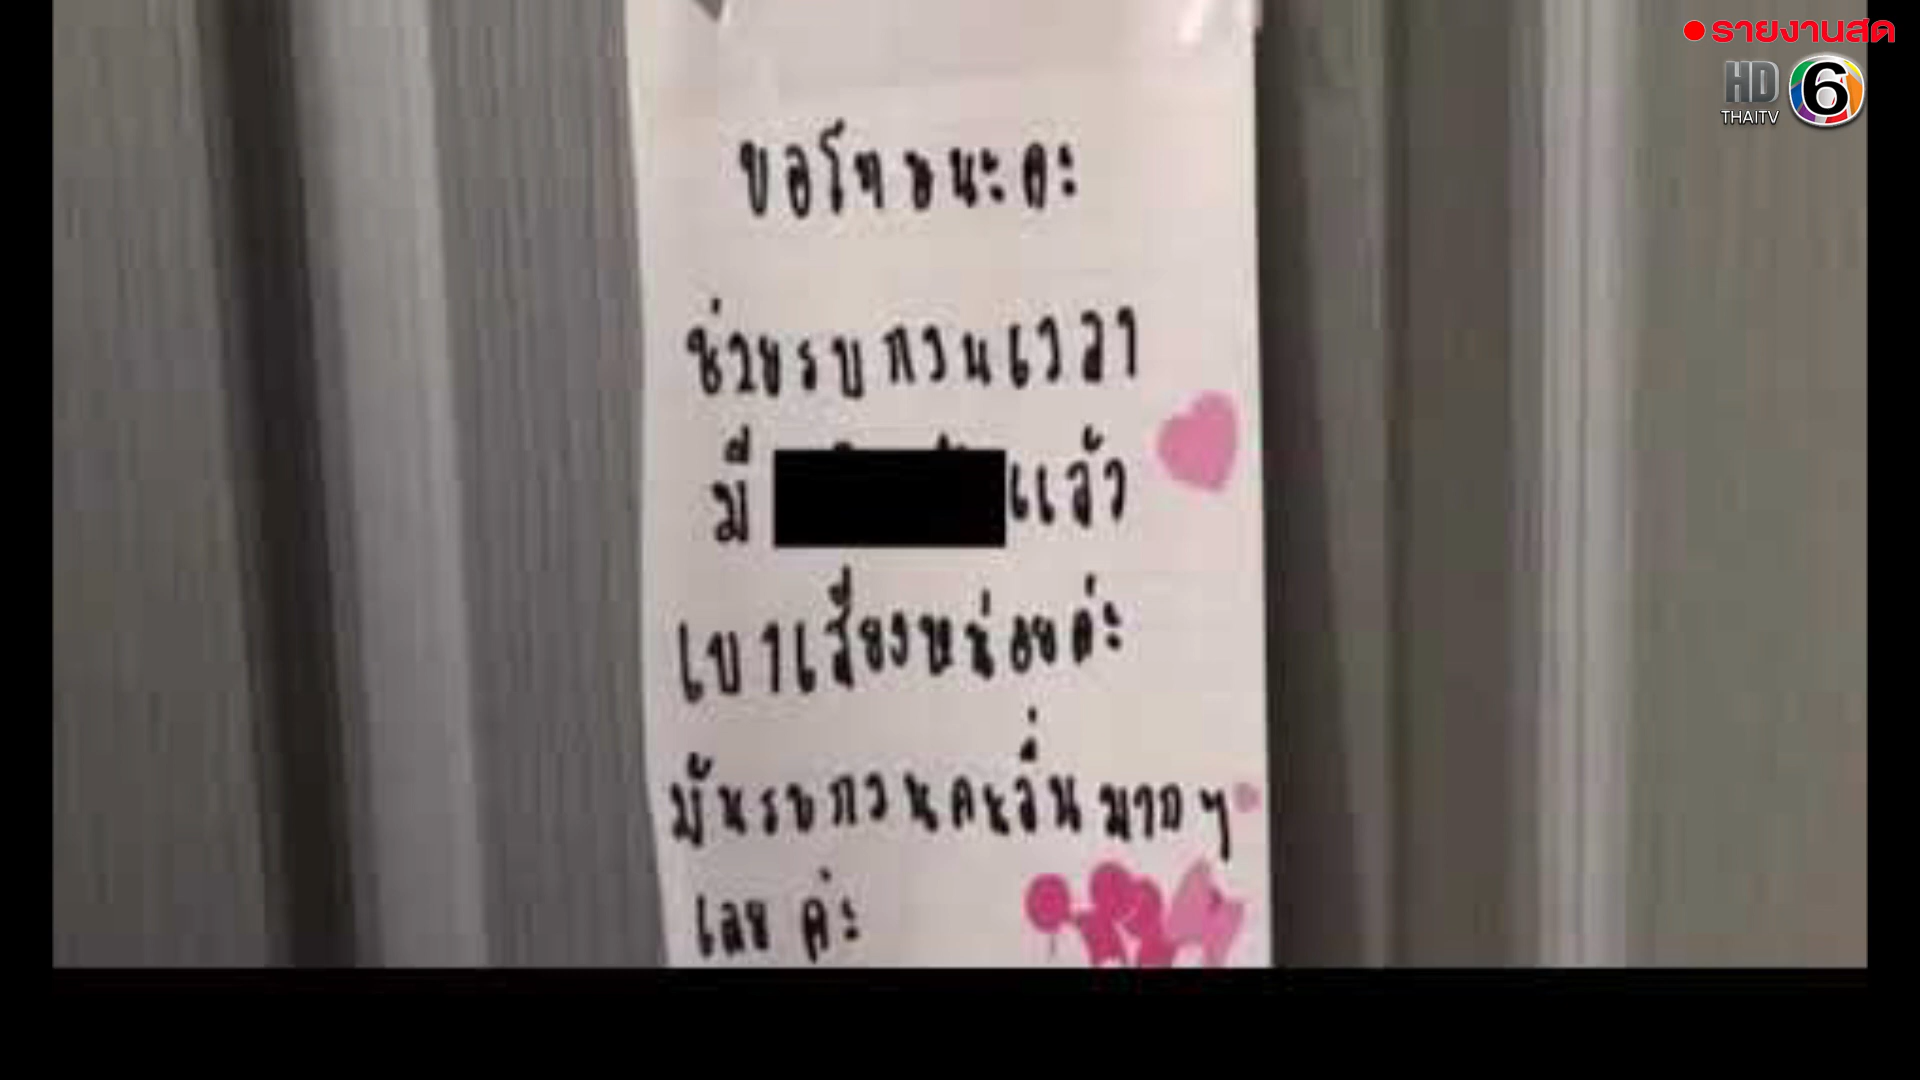 รายงานสด
HD
THAITV
6
ขอโทษนะคะ
ช่วยรบกวนเวลา
มี แล้ว
เบาเสียงหน่อยค่ะ
มันรบกวนคนอื่นมากๆ
เลย ค่ะ